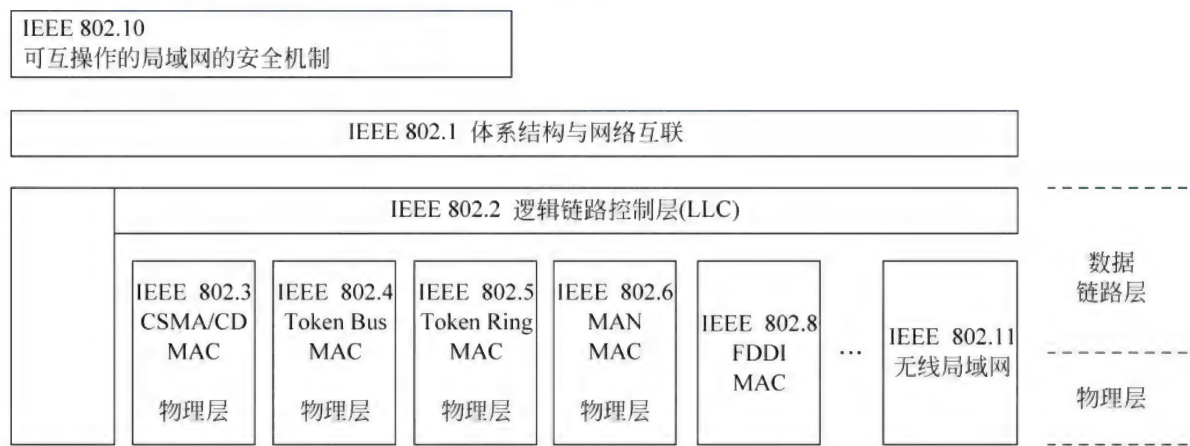 IEEE 802.10
可互操作的局域网的安全机制
IEEE 802.1 体系结构与网络互联
IEEE 802.2 逻辑链路控制层(LLC)
IEEE 802.3
CSMA/CD
MAC
物理层
IEEE 802.4
Token Bus
MAC
物理层
IEEE 802.5
Token Ring
MAC
物理层
IEEE 802.6
MAN
MAC
物理层
IEEE 802.8
FDDI
MAC
…
IEEE 802.11
无线局域网
数据
链路层
物理层